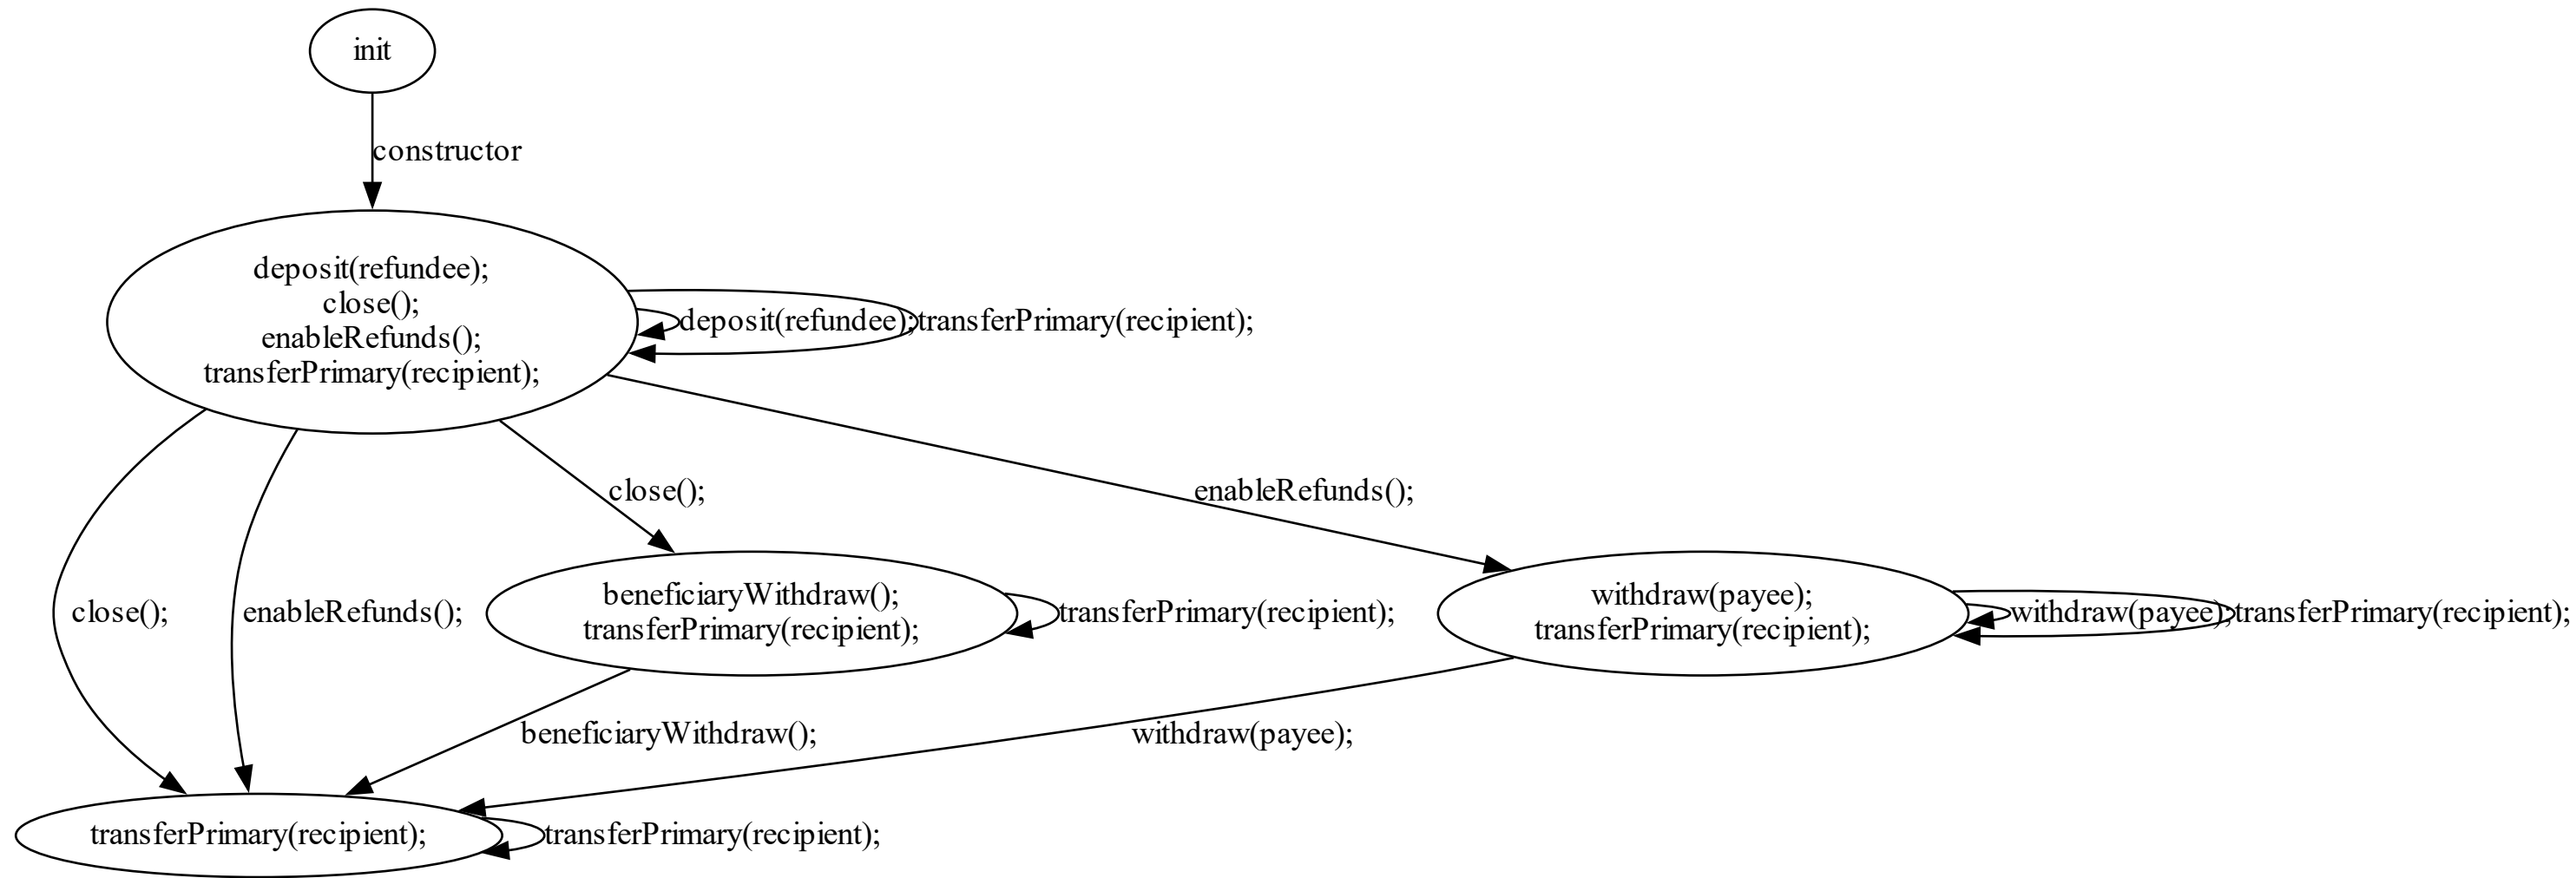 init
constructor
deposit(refundee);
close();
enableRefunds();
transferPrimary(recipient);
deposit(refundee);
transferPrimary(recipient);
close();
enableRefunds();
close();
enableRefunds();
beneficiaryWithdraw();
transferPrimary(recipient);
transferPrimary(recipient);
withdraw(payee);
transferPrimary(recipient);
withdraw(payee);
transferPrimary(recipient);
beneficiaryWithdraw();
withdraw(payee);
transferPrimary(recipient);
transferPrimary(recipient);